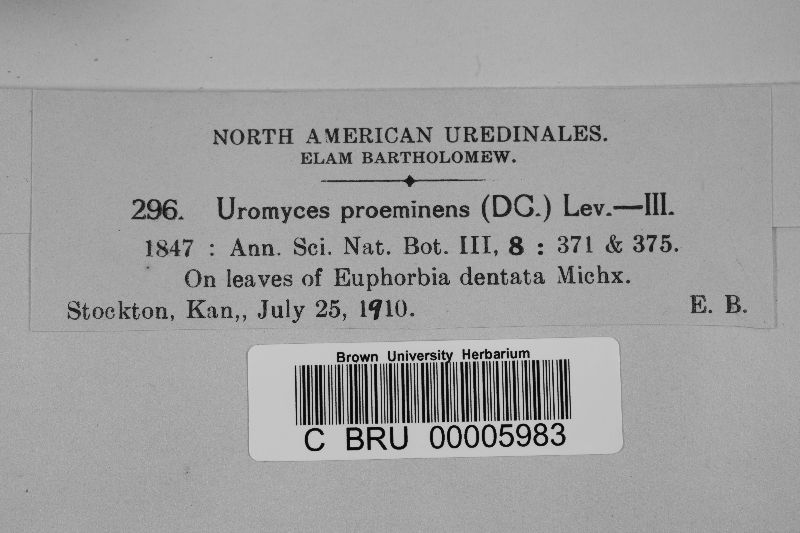 NORTH AMERICAN UREDINALES.
ELAM BARTHOLOMEW.
296. Uromyces proeminens (DC.) Lev.—III.
1847 : Ann. Sci. Nat. Bot. III, 8 : 371 & 375.
On leaves of Euphorbia dentata Michx.
Stockton, Kan,, July 25, 1910. E. B.
Brown University Herbarium
C BRU 00005983